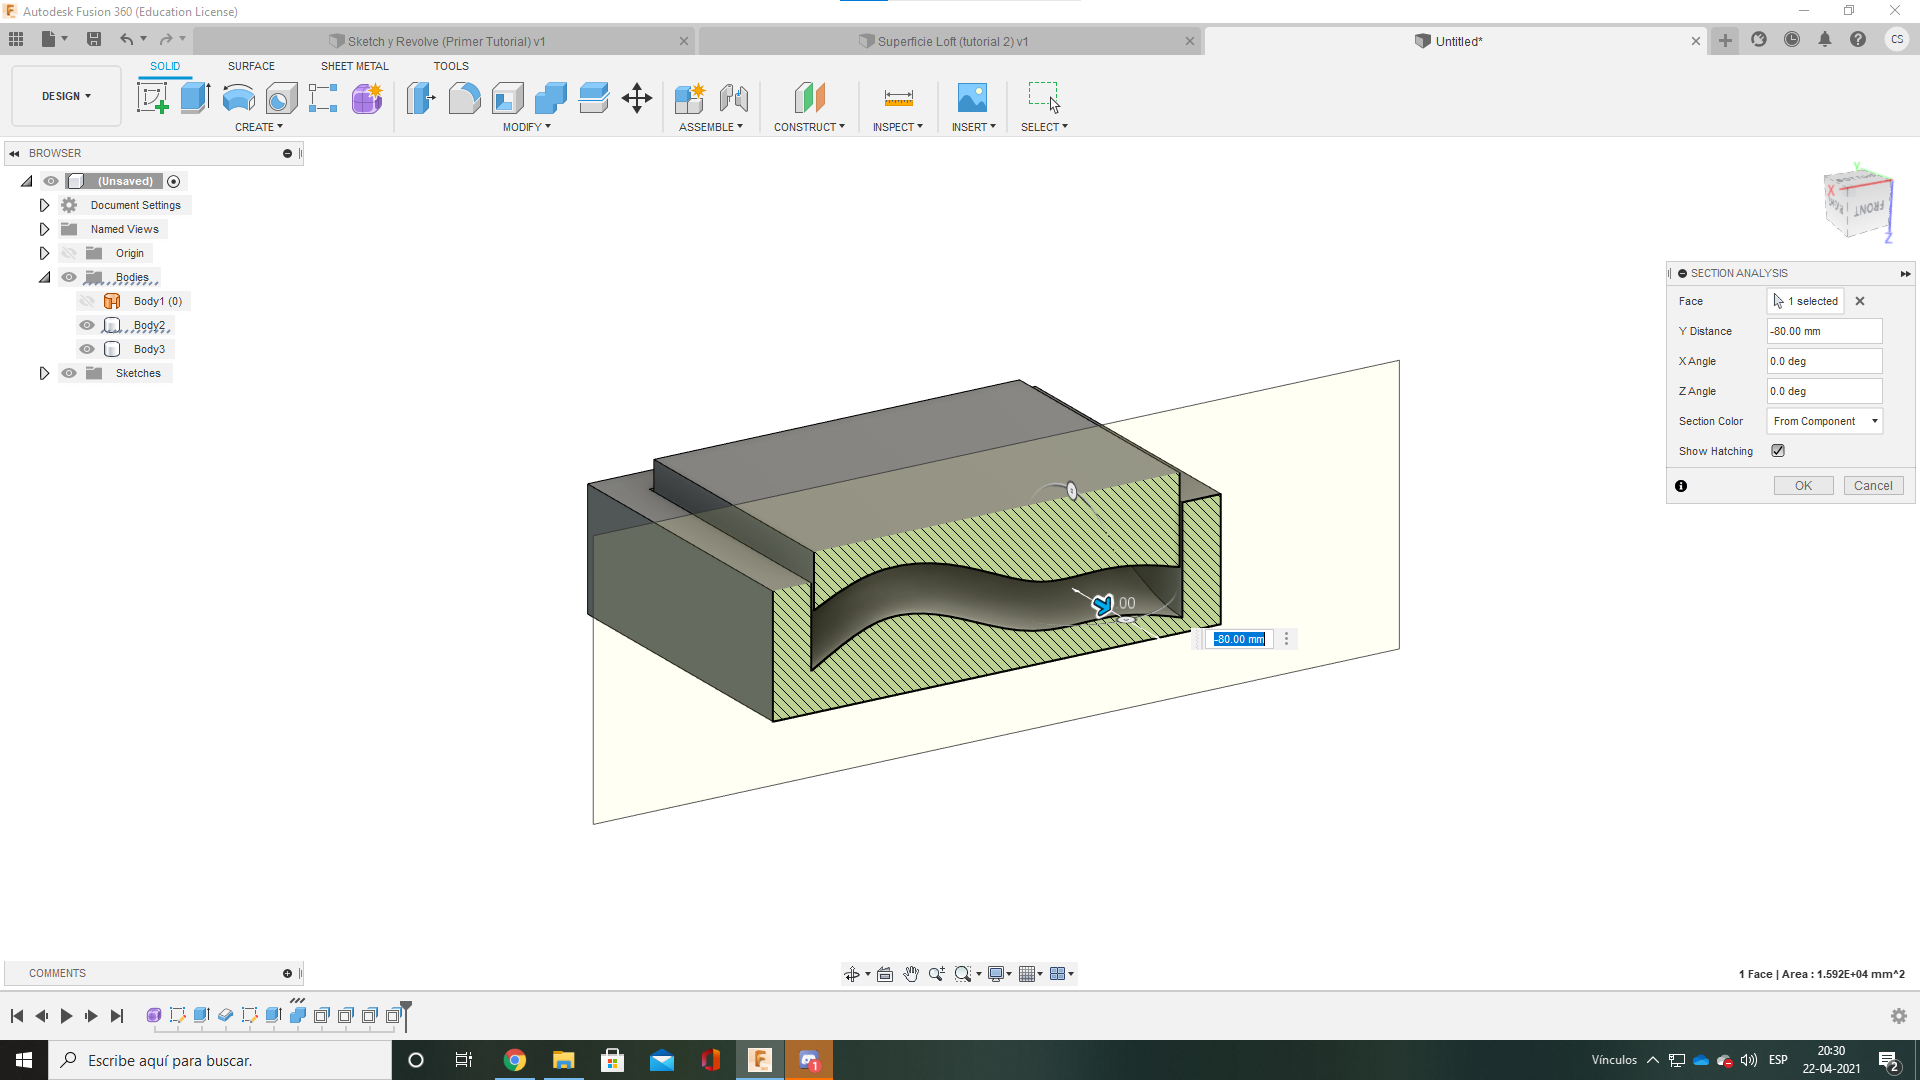 Autodesk Fusion 360 (Education License)
Sketch y Revolve (Primer Tutorial) v1
Superficie Loft (tutorial 2) v1
Untitled*
CS
DESIGN
SOLID
SURFACE
SHEET METAL
TOOLS
CREATE
MODIFY
ASSEMBLE
CONSTRUCT
INSPECT
INSERT
SELECT
BROWSER
(Unsaved)
Document Settings
Named Views
Origin
Bodies
Body1 (0)
Body2
Body3
Sketches
Y
X
FRONT
Z
SECTION ANALYSIS
Face
1 selected
Y Distance
-80.00 mm
X Angle
0.0 deg
Z Angle
0.0 deg
Section Color
From Component
Show Hatching
OK
Cancel
.00
-80.00 mm
COMMENTS
1 Face | Area : 1.592E+04 mm^2
Escribe aquí para buscar.
1
Vínculos
ESP
20:30
22-04-2021
2